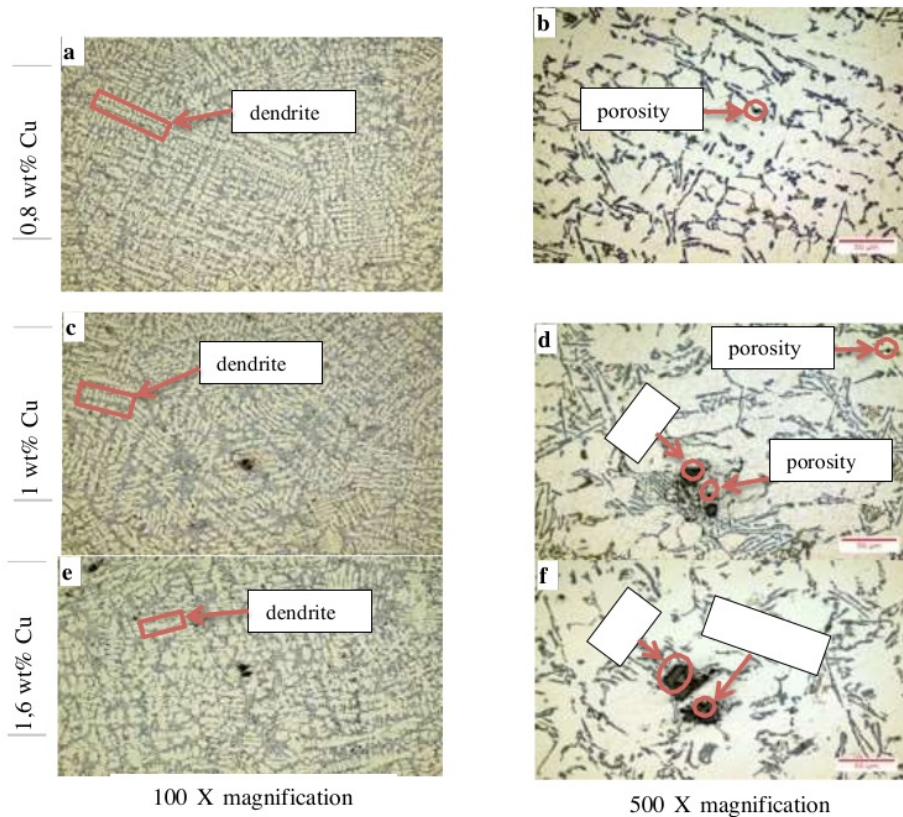 a
dendrite
b
porosity
0,8 wt% Cu
c
dendrite
d
porosity
porosity
1 wt% Cu
e
dendrite
f
1,6 wt% Cu
100 X magnification
500 X magnification